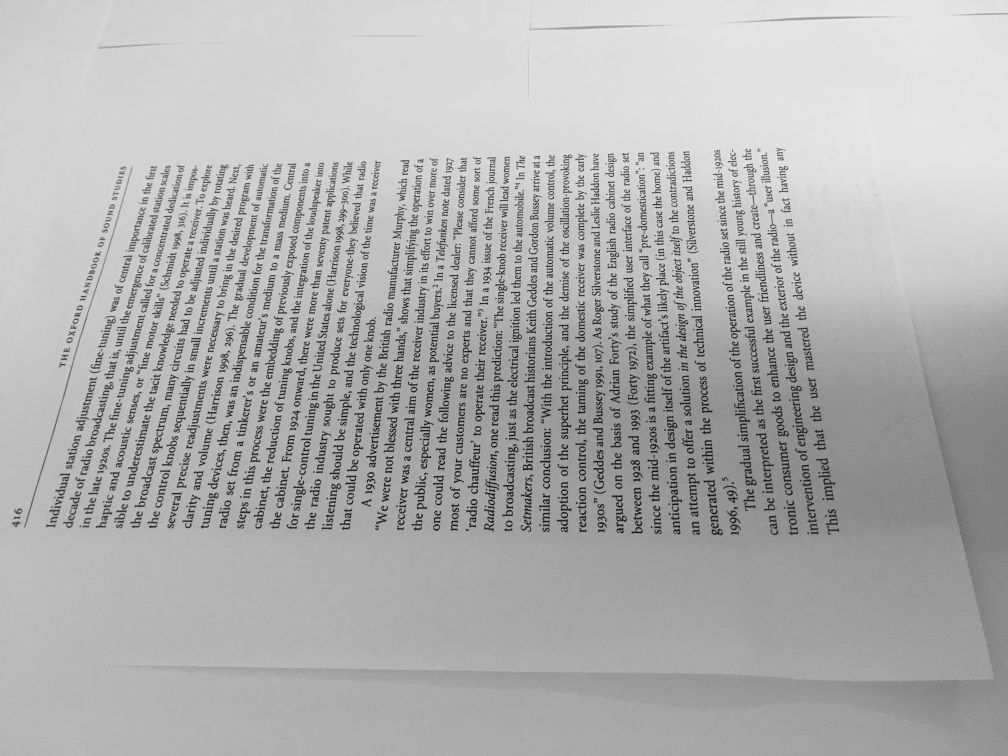 416
THE OXFORD HANDBOOK OF SOUND STUDIES
Individual station adjustment (fine-tuning) was of central importance in the first
decade of radio broadcasting, that is, until the emergence of calibrated station scales
in the late 1920s. The fine-tuning adjustment called for a concentrated dedication of
haptic and acoustic senses, or "fine motor skills" (Schmidt 1998, 316). It is impos-
sible to underestimate the tacit knowledge needed to operate a receiver. To explore
the broadcast spectrum, many circuits had to be adjusted individually by rotating
the control knobs sequentially in small increments until a station was heard. Next,
several precise readjustments were necessary to bring in the desired program with
clarity and volume (Harrison 1998, 296). The gradual development of automatic
tuning devices, then, was an indispensable condition for the transformation of the
radio set from a tinkerer's or an amateur's medium to a mass medium. Central
steps in this process were the embedding of previously exposed components into a
cabinet, the reduction of tuning knobs, and the integration of the loudspeaker into
the cabinet. From 1924 onward, there were more than seventy patent applications
for single-control tuning in the United States alone (Harrison 1998, 299–300). While
the radio industry sought to produce sets for everyone—they believed that radio
listening should be simple, and the technological vision of the time was a receiver
that could be operated with only one knob.
A 1930 advertisement by the British radio manufacturer Murphy, which read
"We were not blessed with three hands," shows that simplifying the operation of a
receiver was a central aim of the receiver industry in its effort to win over more of
the public, especially women, as potential buyers.² In a Telefunken note dated 1927
one could read the following advice to the licensed dealer: "Please consider that
most of your customers are no experts and that they cannot afford some sort of
'radio chauffeur' to operate their receiver."³ In a 1934 issue of the French journal
Radiodiffusion, one read this prediction: "The single-knob receiver will lead women
to broadcasting, just as the electrical ignition led them to the automobile."⁴ In The
Setmakers, British broadcast historians Keith Geddes and Gordon Bussey arrive at a
similar conclusion: "With the introduction of the automatic volume control, the
adoption of the superhet principle, and the demise of the oscillation-provoking
reaction control, the taming of the domestic receiver was complete by the early
1930s" (Geddes and Bussey 1991, 107). As Roger Silverstone and Leslie Haddon have
argued on the basis of Adrian Forty's study of the English radio cabinet design
between 1928 and 1993 (Forty 1972), the simplified user interface of the radio set
since the mid-1920s is a fitting example of what they call "pre-domestication": "an
anticipation in design itself of the artifact's likely place (in this case the home) and
an attempt to offer a solution in the design of the object itself to the contradictions
generated within the process of technical innovation" (Silverstone and Haddon
1996, 49).⁵
The gradual simplification of the operation of the radio set since the mid-1920s
can be interpreted as the first successful example in the still young history of elec-
tronic consumer goods to enhance the user friendliness and create—through the
intervention of engineering design and the exterior of the radio—a "user illusion."
This implied that the user mastered the device without in fact having any